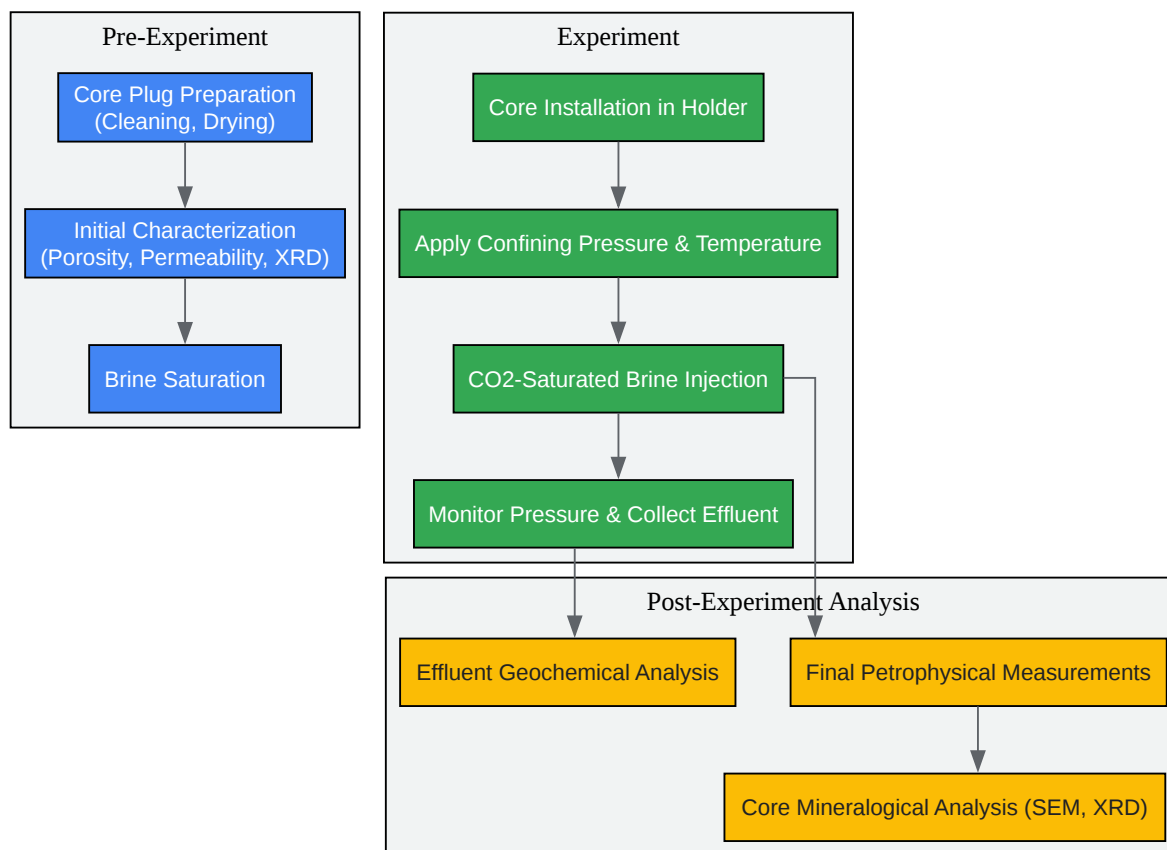 Pre-Experiment
Core Plug Preparation
(Cleaning, Drying)
Initial Characterization
(Porosity, Permeability, XRD)
Brine Saturation
Experiment
Core Installation in Holder
Apply Confining Pressure & Temperature
CO2-Saturated Brine Injection
Monitor Pressure & Collect Effluent
Post-Experiment Analysis
Effluent Geochemical Analysis
Final Petrophysical Measurements
Core Mineralogical Analysis (SEM, XRD)